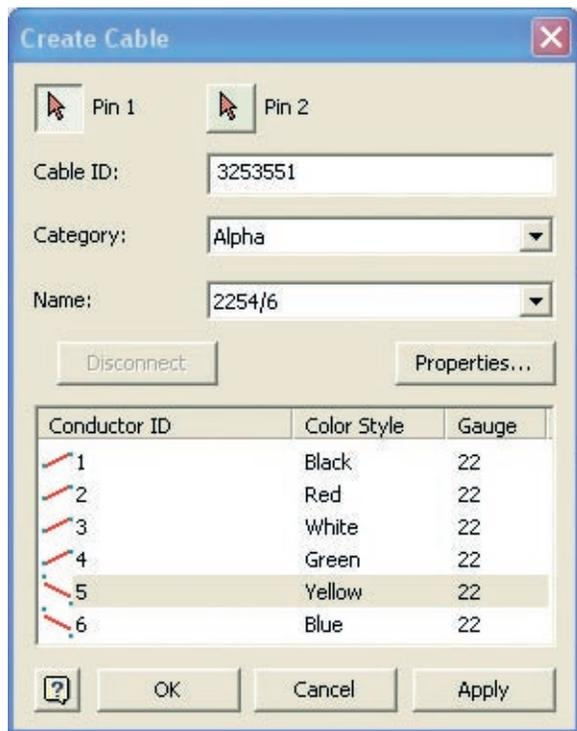 Create Cable
Pin 1 Pin 2
Cable ID: 3253551
Category: Alpha
Name: 2254/6
Disconnect Properties...
Conductor ID Color Style Gauge
1 Black 22
2 Red 22
3 White 22
4 Green 22
5 Yellow 22
6 Blue 22
? OK Cancel Apply